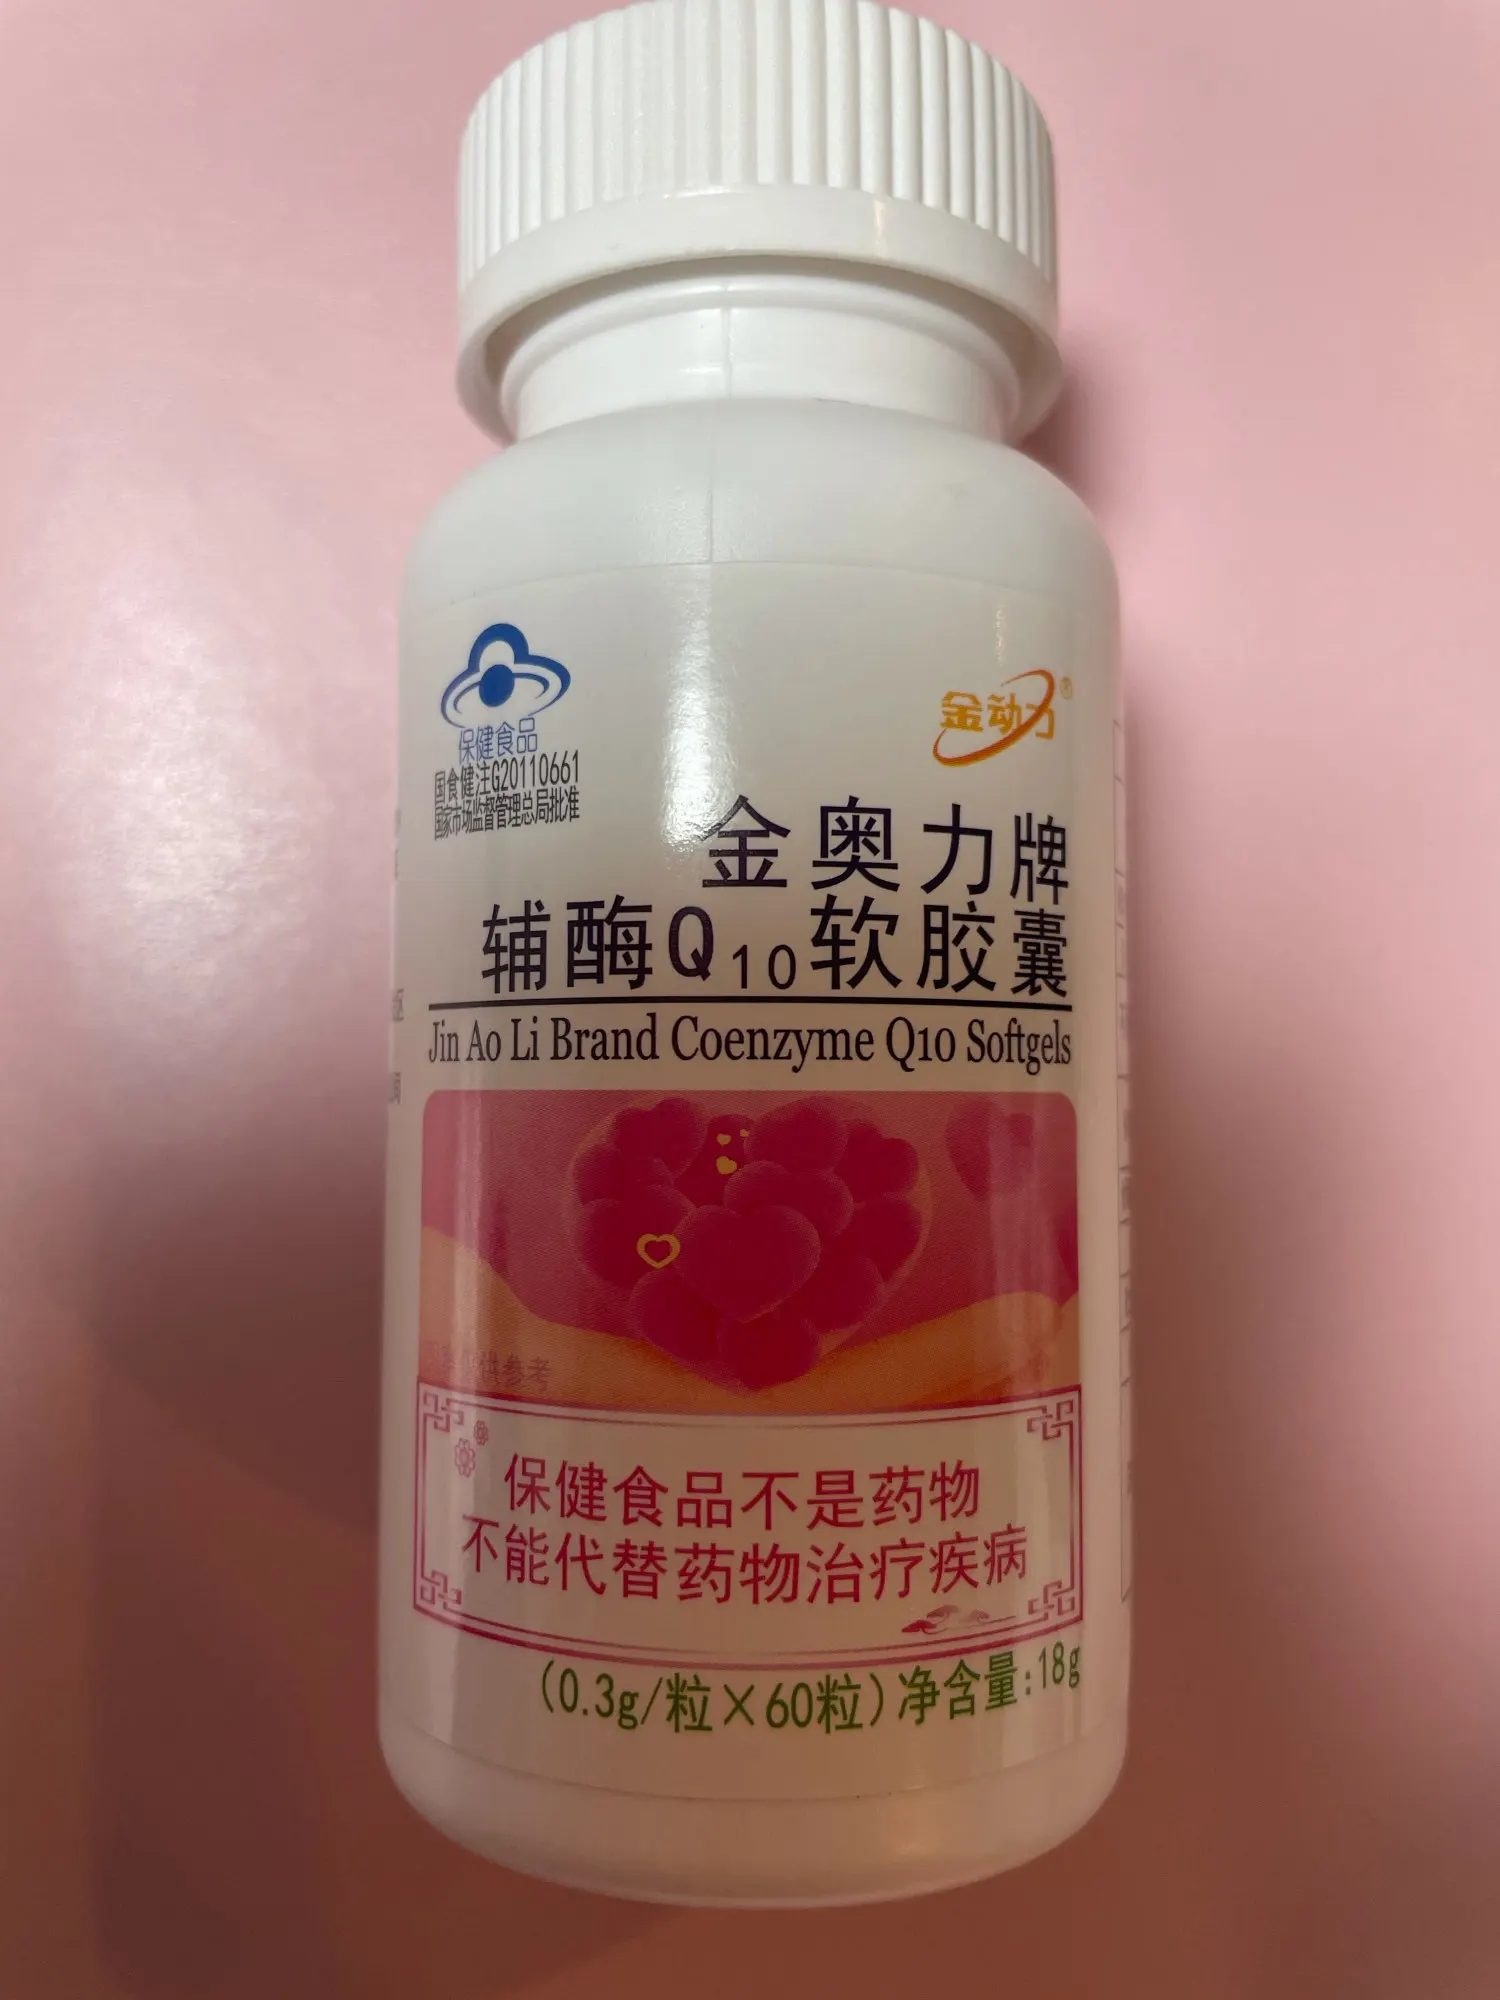 保健食品
国食健注G20110661
国家市场监督管理总局批准
金动力®
金奥力牌
辅酶Q10软胶囊
Jin Ao Li Brand Coenzyme Q10 Softgels
供参考
保健食品不是药物
不能代替药物治疗疾病
(0.3g/粒×60粒)净含量:18g